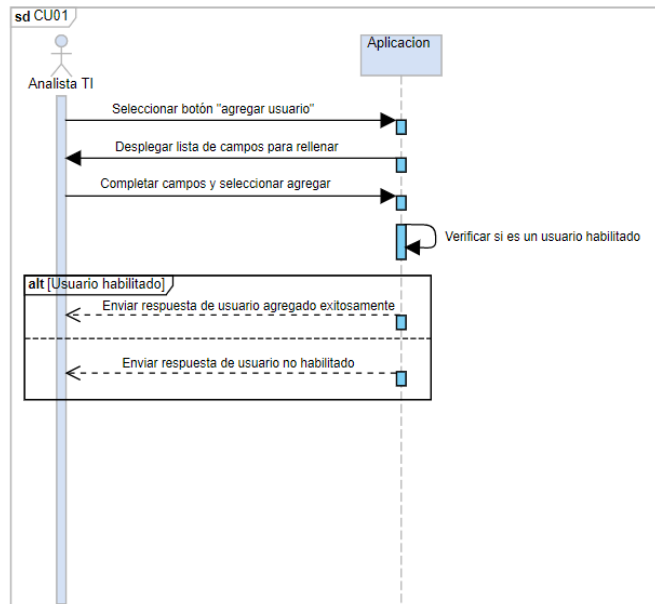 sd CU01
Aplicacion
Analista TI
Seleccionar botón "agregar usuario"
Desplegar lista de campos para rellenar
Completar campos y seleccionar agregar
Verificar si es un usuario habilitado
alt [Usuario habilitado]
Enviar respuesta de usuario agregado exitosamente
Enviar respuesta de usuario no habilitado